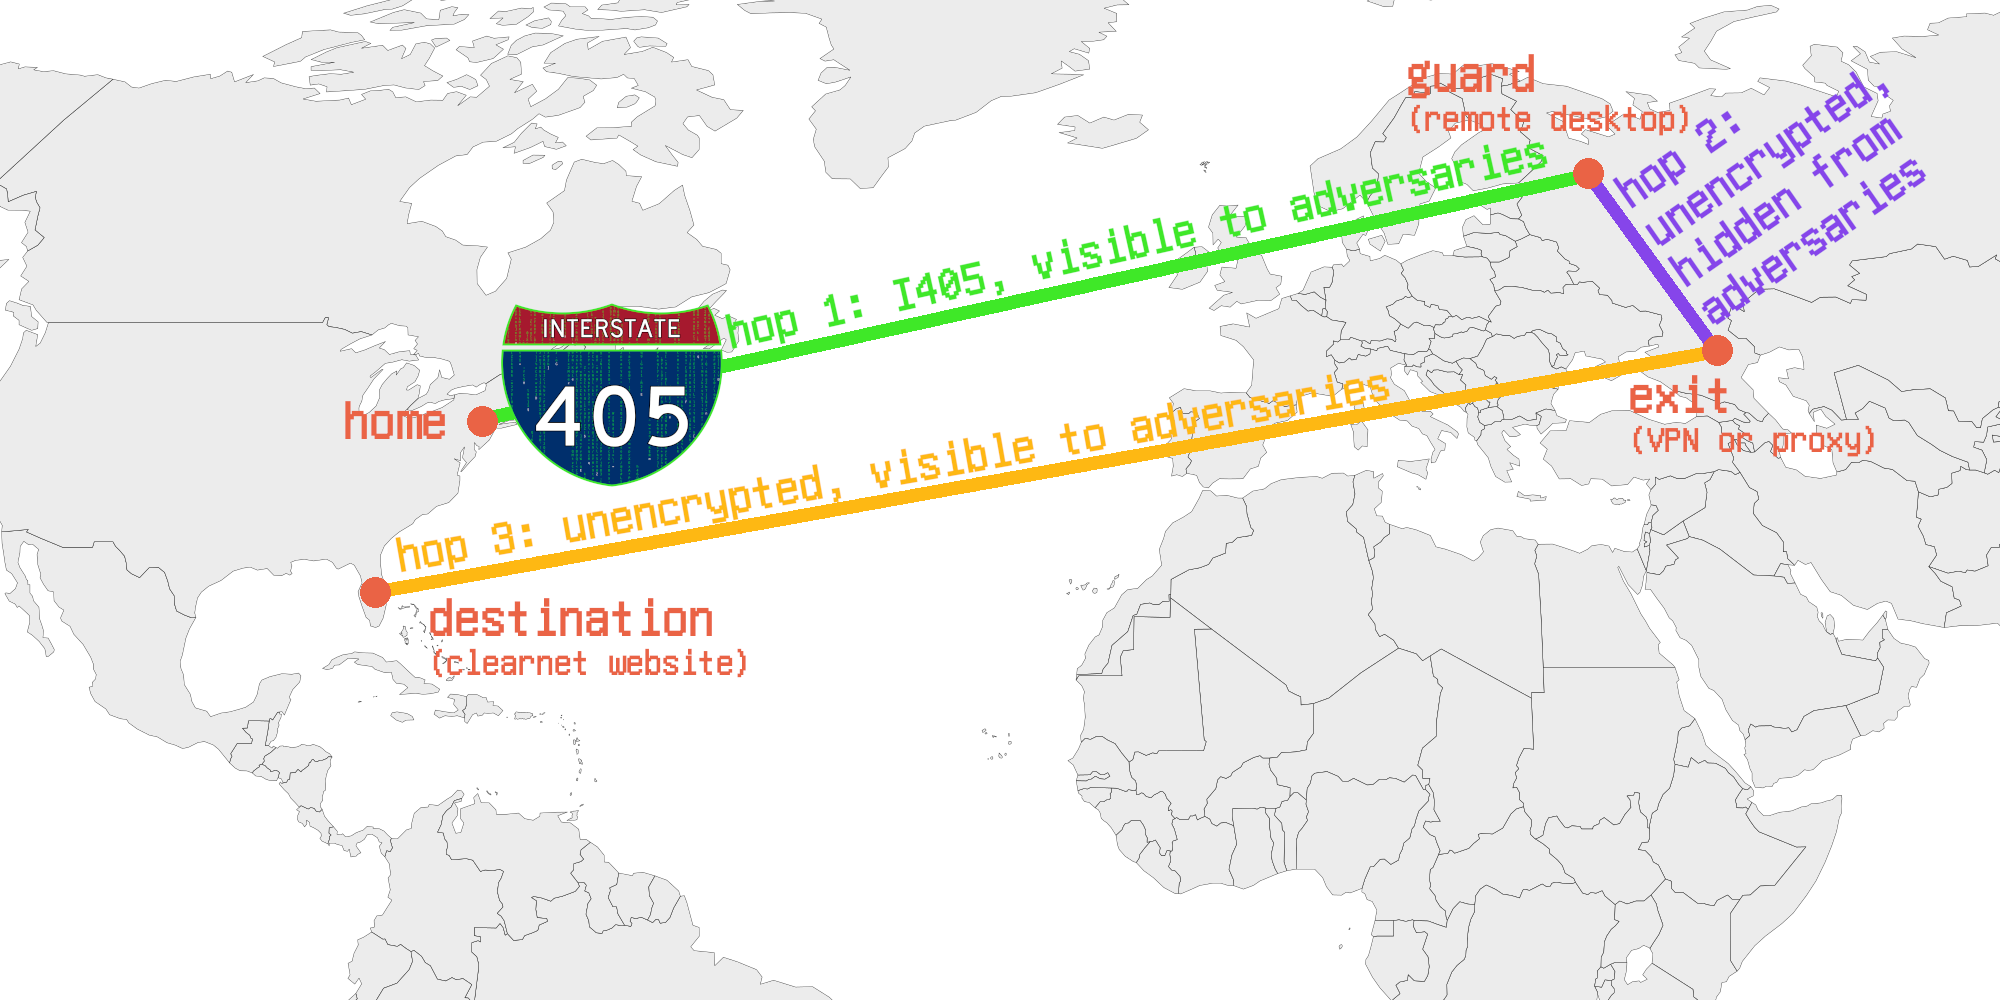 guard
(remote desktop)
hop 2:
unencrypted,
hidden from
adversaries
hop 1: I405, visible to adversaries
INTERSTATE
405
home
exit
(VPN or proxy)
hop 3: unencrypted, visible to adversaries
destination
(clearnet website)